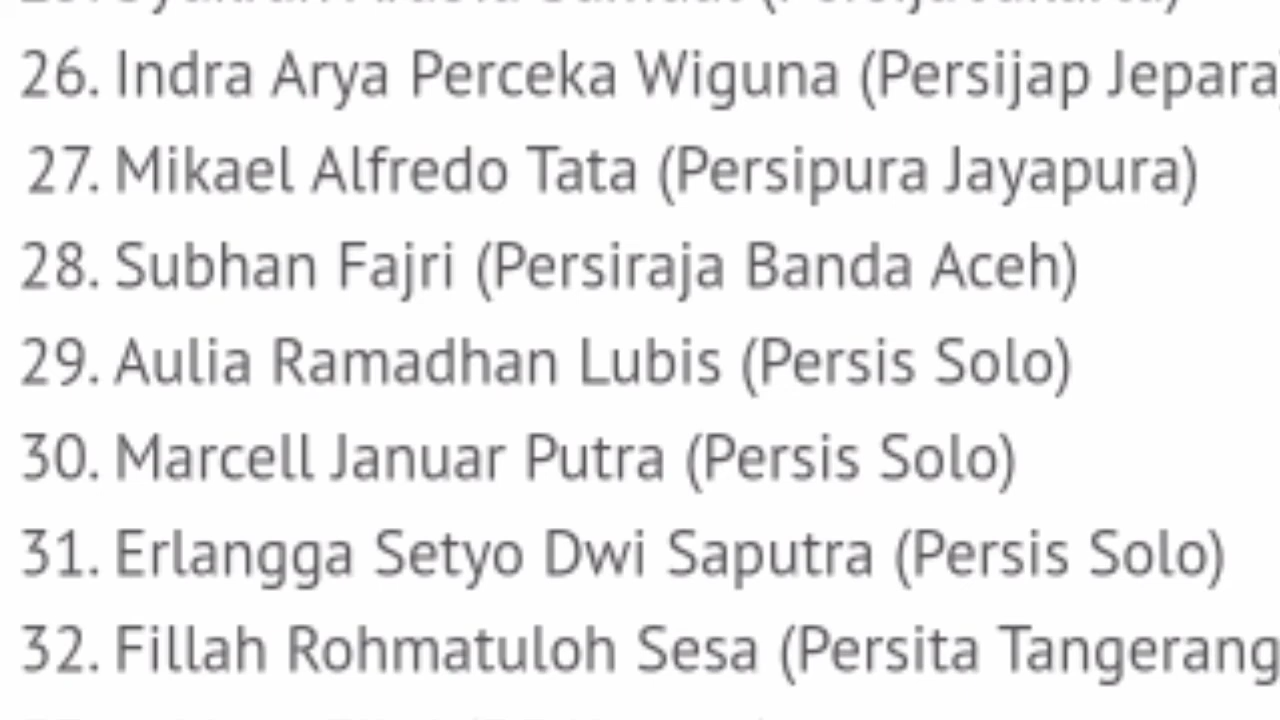 26. Indra Arya Perceka Wiguna (Persijap Jepara)
27. Mikael Alfredo Tata (Persipura Jayapura)
28. Subhan Fajri (Persiraja Banda Aceh)
29. Aulia Ramadhan Lubis (Persis Solo)
30. Marcell Januar Putra (Persis Solo)
31. Erlangga Setyo Dwi Saputra (Persis Solo)
32. Fillah Rohmatuloh Sesa (Persita Tangerang